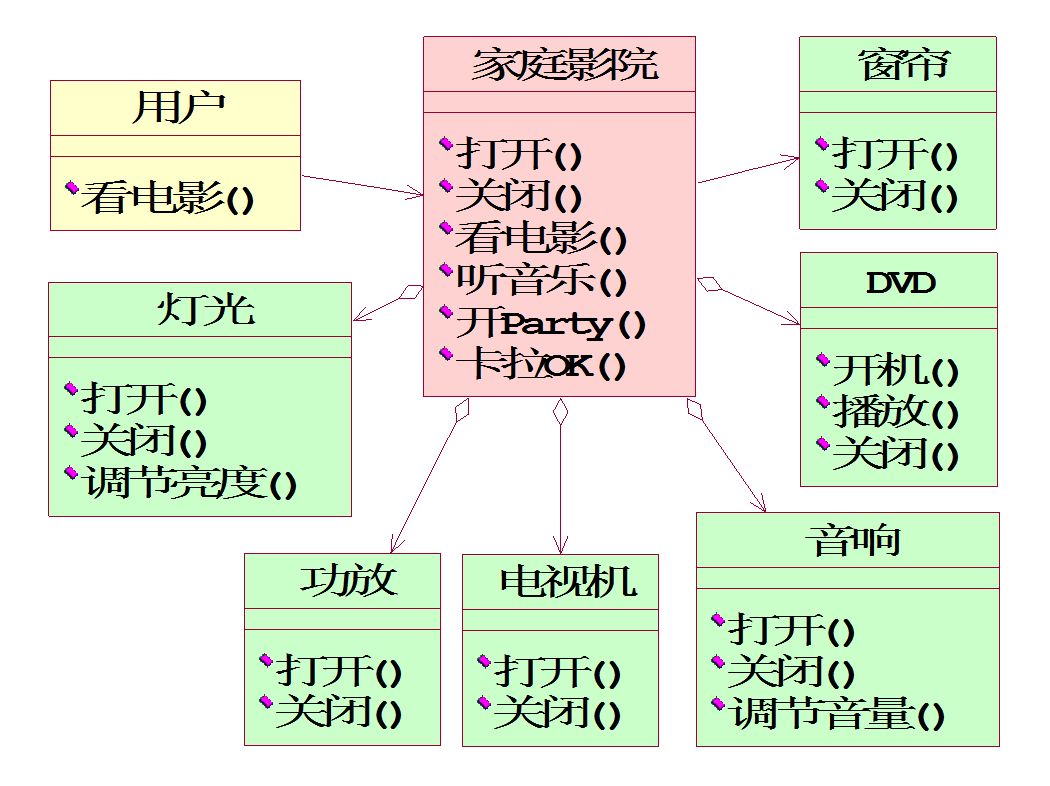 用户
看电影()
家庭影院
打开()
关闭()
看电影()
听音乐()
开Party()
卡拉OK()
窗帘
打开()
关闭()
灯光
打开()
关闭()
调节亮度()
DVD
开机()
播放()
关闭()
功放
打开()
关闭()
电视机
打开()
关闭()
音响
打开()
关闭()
调节音量()